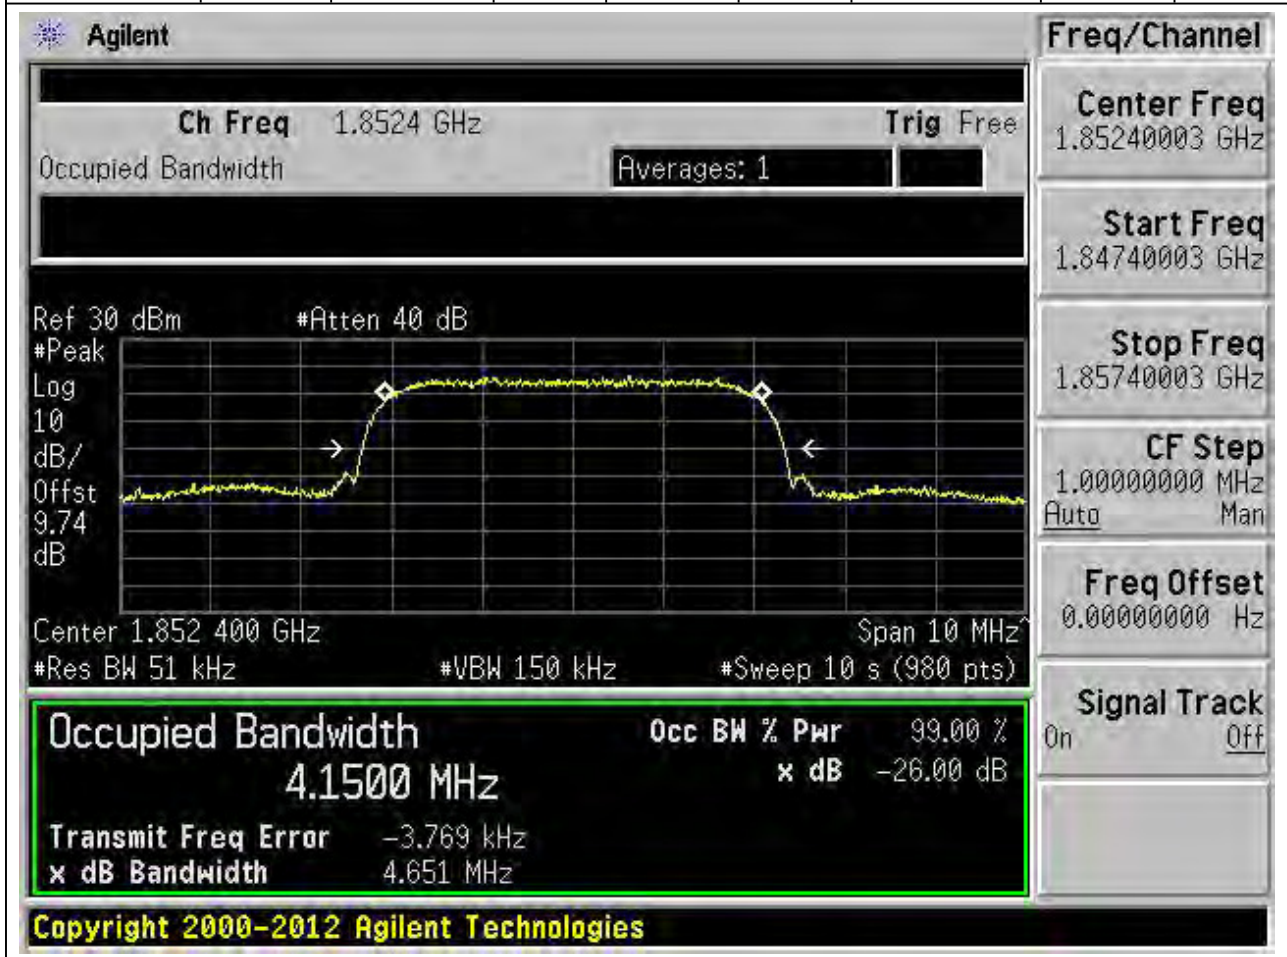 Agilent
Freq/Channel
Ch Freq 1.8524 GHz Trig Free
Occupied Bandwidth Averages: 1
Center Freq
1.85240003 GHz
Start Freq
1.84740003 GHz
Stop Freq
1.85740003 GHz
CF Step
1.00000000 MHz
Auto Man
Freq Offset
0.00000000 Hz
Signal Track
On Off
Ref 30 dBm #Atten 40 dB
#Peak
Log
10
dB/
Offst
9.74
dB
Center 1.852 400 GHz Span 10 MHz^
#Res BW 51 kHz #VBW 150 kHz #Sweep 10 s (980 pts)
Occupied Bandwidth Occ BW % Pwr 99.00 %
4.1500 MHz x dB -26.00 dB
Transmit Freq Error -3.769 kHz
x dB Bandwidth 4.651 MHz
Copyright 2000-2012 Agilent Technologies